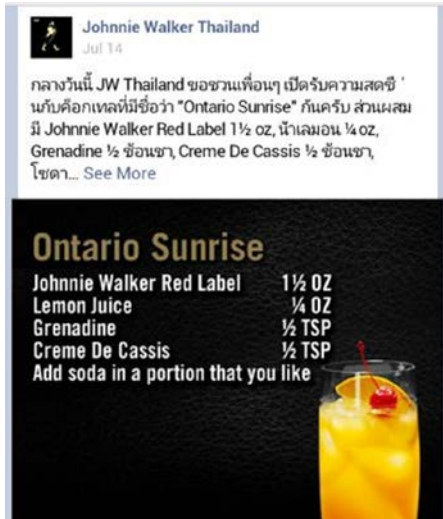 Johnnie Walker Thailand
Jul 14
กลางวันนี้ JW Thailand ขอชวนเพื่อนๆ เปิดรับความสดชื่
นกับค็อกเทลที่มีชื่อว่า "Ontario Sunrise" กันครับ ส่วนผสม
มี Johnnie Walker Red Label 1½ oz, น้ำเลมอน ¼ oz,
Grenadine ½ ช้อนชา, Creme De Cassis ½ ช้อนชา,
โซดา... See More
Ontario Sunrise
Johnnie Walker Red Label 1½ OZ
Lemon Juice ¼ OZ
Grenadine ½ TSP
Creme De Cassis ½ TSP
Add soda in a portion that you like